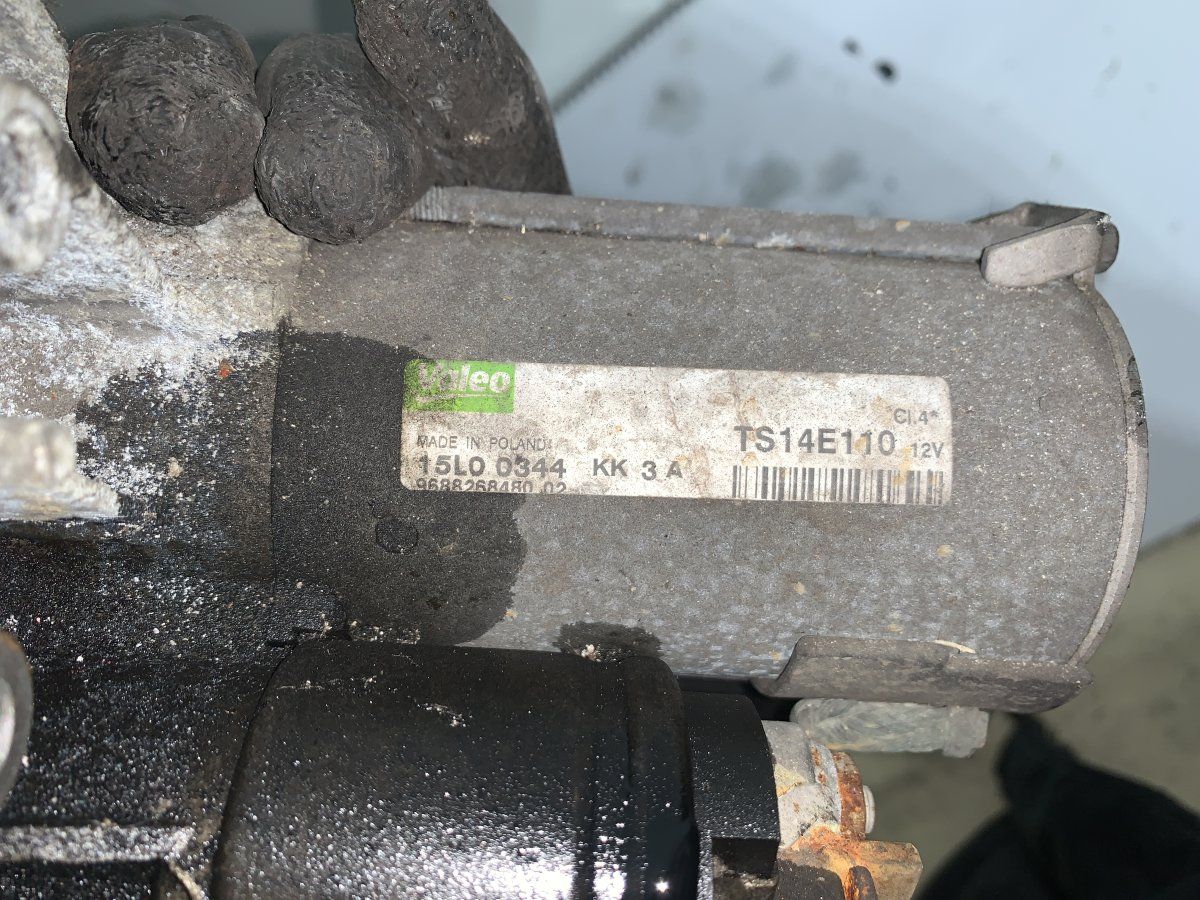 Valeo
Cl.4*
MADE IN POLAND
TS14E110 12V
15L0 0344 KK 3 A
9688268480 02